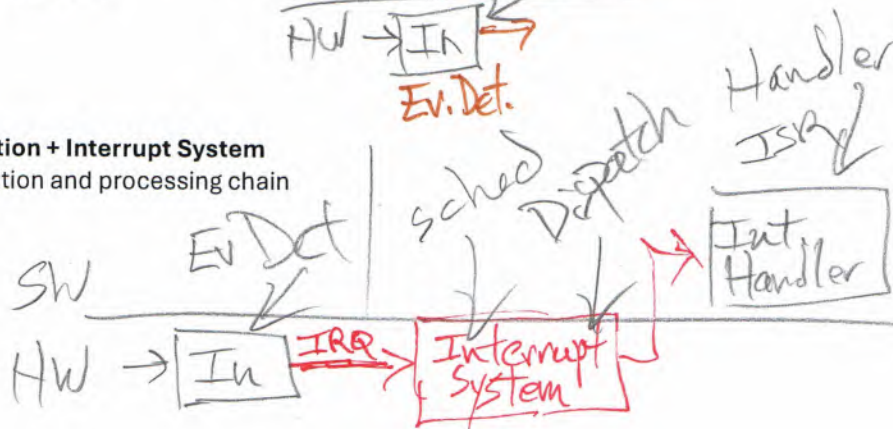 HW → In
Ev. Det.
Handler
ISR
tion + Interrupt System
tion and processing chain
Ev Det
sched
Dispatch
Int. Handler
SW
HW → In
IRQ
Interrupt System